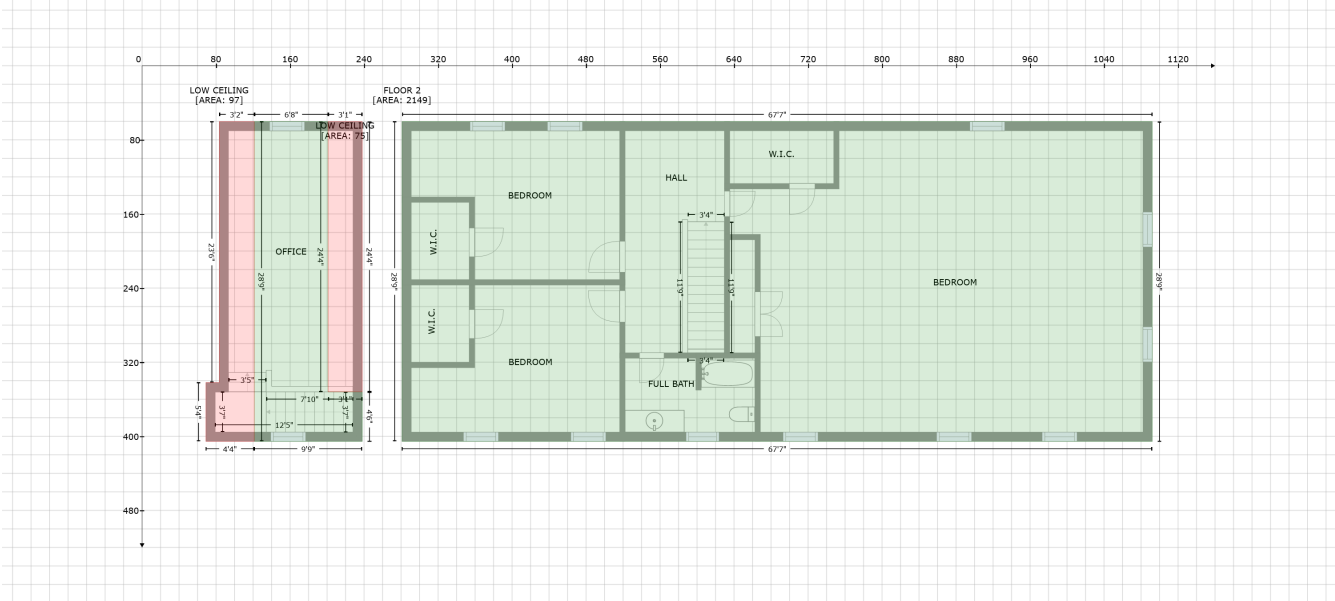 0 80 160 240 320 400 480 560 640 720 800 880 960 1040 1120
LOW CEILING
[AREA: 97]
FLOOR 2
[AREA: 2149]
3'2" 6'8" 3'1" 67'7"
LOW CEILING
[AREA: 75]
80
W.I.C.
HALL
BEDROOM
160
3'4"
W.I.C.
23'6"
OFFICE
24'4"
24'4"
28'9"
28'9"
28'9"
BEDROOM
240
11'9"
11'9"
W.I.C.
320
BEDROOM
3'4"
3'5"
FULL BATH
7'10" 3'1"
5'4"
3'7"
3'7"
4'6"
12'5"
400
4'4" 9'9" 67'7"
480